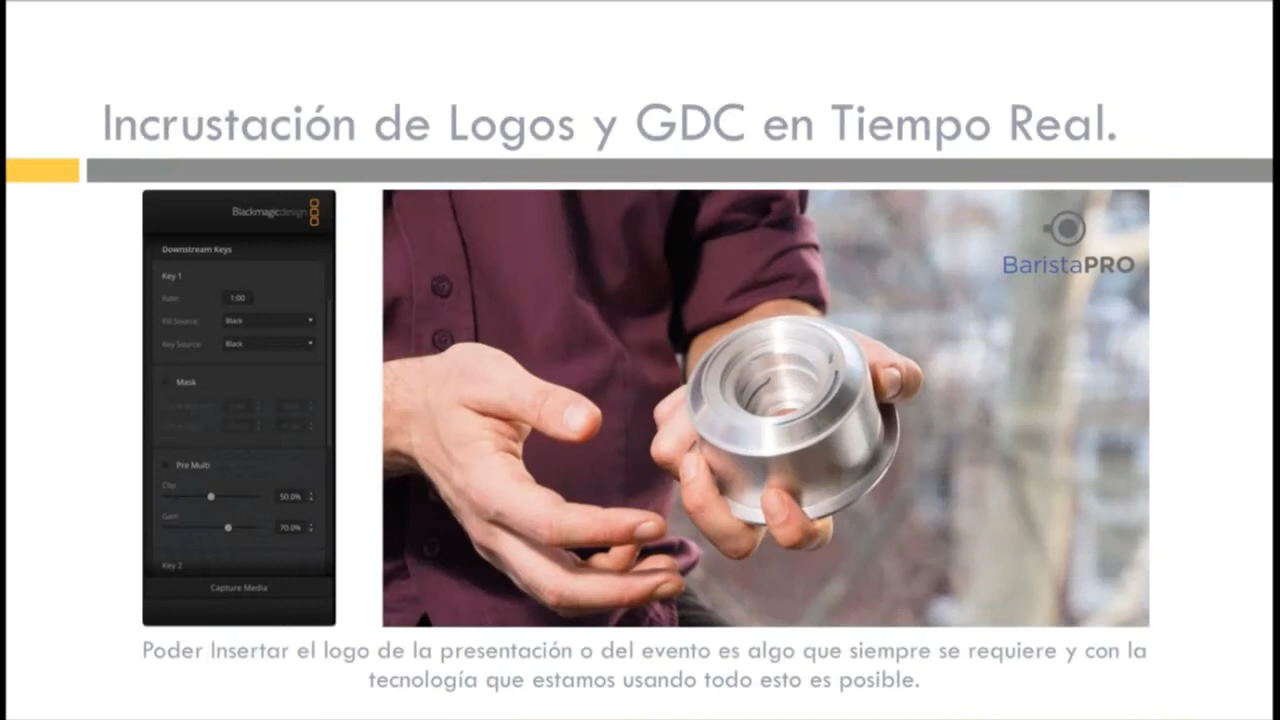 Incrustación de Logos y GDC en Tiempo Real.
Blackmagicdesign
Downstream Keys
Key 1
Rate:
1:00
Fill Source:
Black
Key Source:
Black
Mask
Pre Multi
Clip:
50.0%
Gain:
70.0%
Key 2
Capture Media
BaristaPRO
Poder Insertar el logo de la presentación o del evento es algo que siempre se requiere y con la
tecnología que estamos usando todo esto es posible.